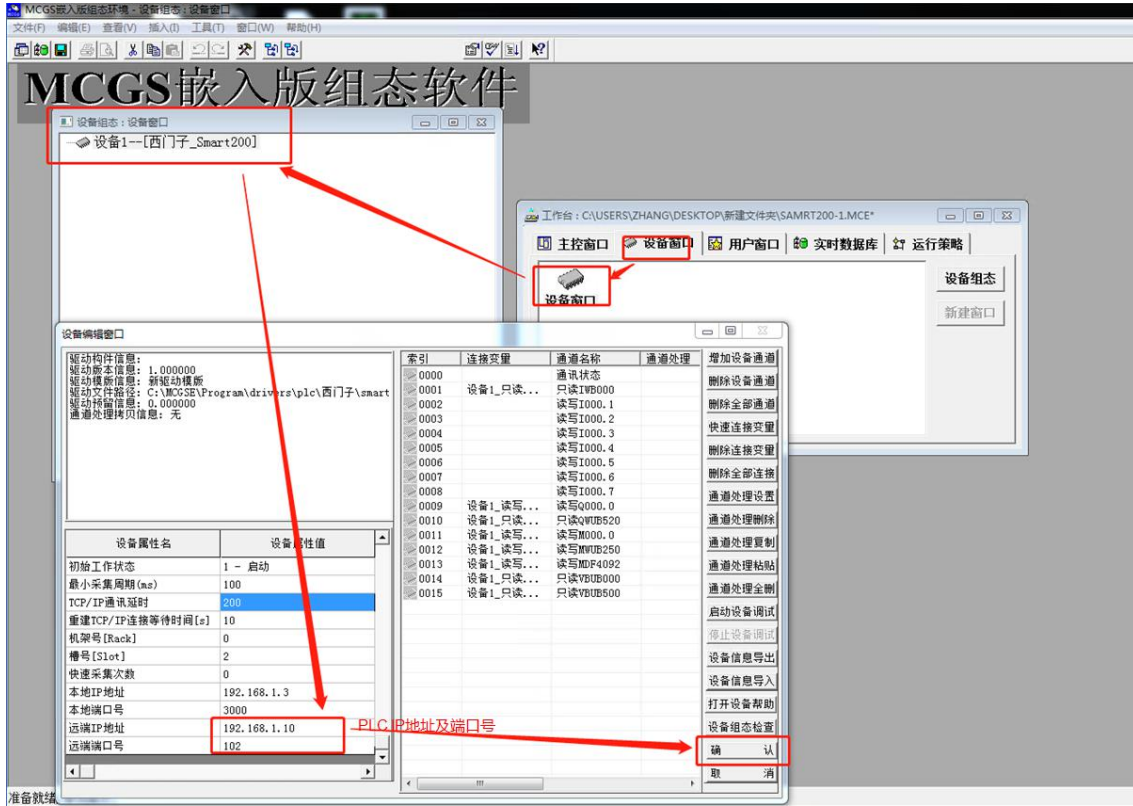 MCGS嵌入版组态环境 - 设备组态 : 设备窗口
文件(F) 编辑(E) 查看(V) 插入(I) 工具(T) 窗口(W) 帮助(H)
MCGS嵌入版组态软件
设备组态 : 设备窗口
设备1--[西门子_Smart200]
工作台 : C:\USERS\ZHANG\DESKTOP\新建文件夹\SAMRT200-1.MCE*
主控窗口 设备窗口 用户窗口 实时数据库 运行策略
设备窗口
设备组态
新建窗口
设备编辑窗口
驱动构件信息:
驱动版本信息: 1.000000
驱动模版信息: 新驱动模版
驱动文件路径: C:\MCGSE\Program\drivers\plc\西门子\smart
驱动预留信息: 0.000000
通道处理拷贝信息: 无
设备属性名 设备属性值
初始工作状态 1 - 启动
最小采集周期(ms) 100
TCP/IP通讯延时 200
重建TCP/IP连接等待时间[s] 10
机架号[Rack] 0
槽号[Slot] 2
快速采集次数 0
本地IP地址 192.168.1.3
本地端口号 3000
远端IP地址 192.168.1.10
远端端口号 102
PLC IP地址及端口号
索引 连接变量 通道名称 通道处理
0000 通讯状态
0001 设备1_只读... 只读IWB000
0002 读写I000.1
0003 读写I000.2
0004 读写I000.3
0005 读写I000.4
0006 读写I000.5
0007 读写I000.6
0008 读写I000.7
0009 设备1_读写... 读写Q000.0
0010 设备1_只读... 只读QWUB520
0011 设备1_读写... 读写M000.0
0012 设备1_读写... 读写MWUB250
0013 设备1_读写... 读写MDF4092
0014 设备1_只读... 只读VBUB000
0015 设备1_只读... 只读VBUB500
增加设备通道
删除设备通道
删除全部通道
快速连接变量
删除连接变量
删除全部连接
通道处理设置
通道处理删除
通道处理复制
通道处理粘贴
通道处理全删
启动设备调试
停止设备调试
设备信息导出
设备信息导入
打开设备帮助
设备组态检查
确 认
取 消
准备就绪